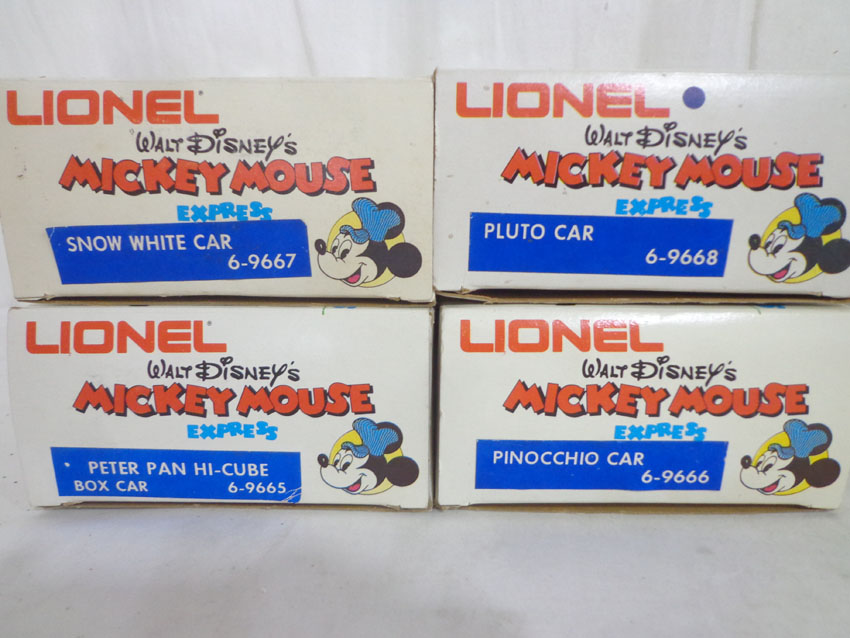 LIONEL
WALT DISNEY'S
MICKEY MOUSE
EXPRESS
SNOW WHITE CAR
6-9667
LIONEL
WALT DISNEY'S
MICKEY MOUSE
EXPRESS
PLUTO CAR
6-9668
LIONEL
WALT DISNEY'S
MICKEY MOUSE
EXPRESS
PETER PAN HI-CUBE
BOX CAR 6-9665
LIONEL
WALT DISNEY'S
MICKEY MOUSE
EXPRESS
PINOCCHIO CAR
6-9666